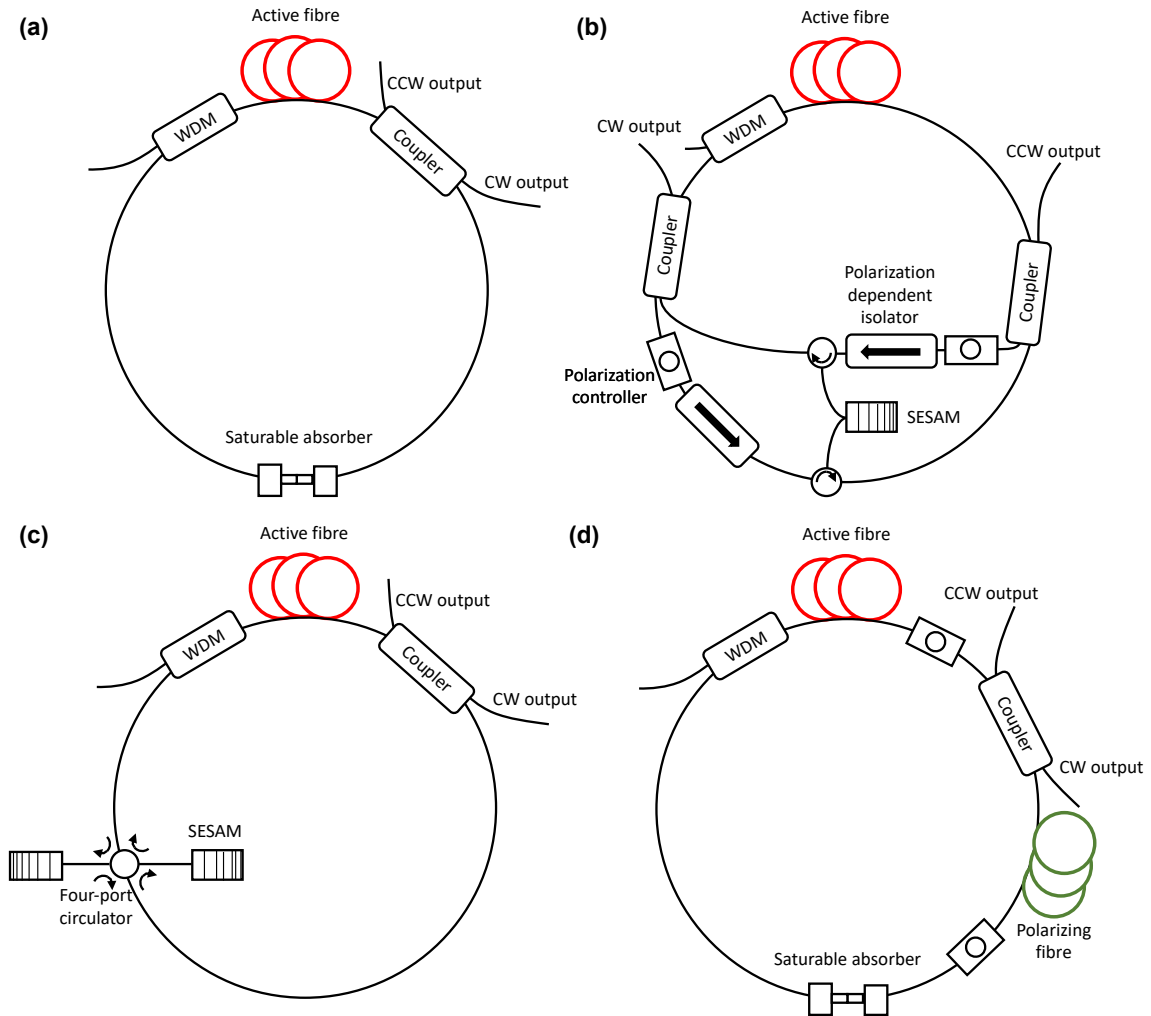 (a)
Active fibre
CCW output
WDM
Coupler
CW output
Saturable absorber
(b)
Active fibre
CW output
WDM
CCW output
Coupler
Coupler
Polarization
dependent
isolator
Polarization
controller
SESAM
(c)
Active fibre
CCW output
WDM
Coupler
CW output
SESAM
Four-port
circulator
(d)
Active fibre
CCW output
WDM
Coupler
CW output
Polarizing
fibre
Saturable absorber